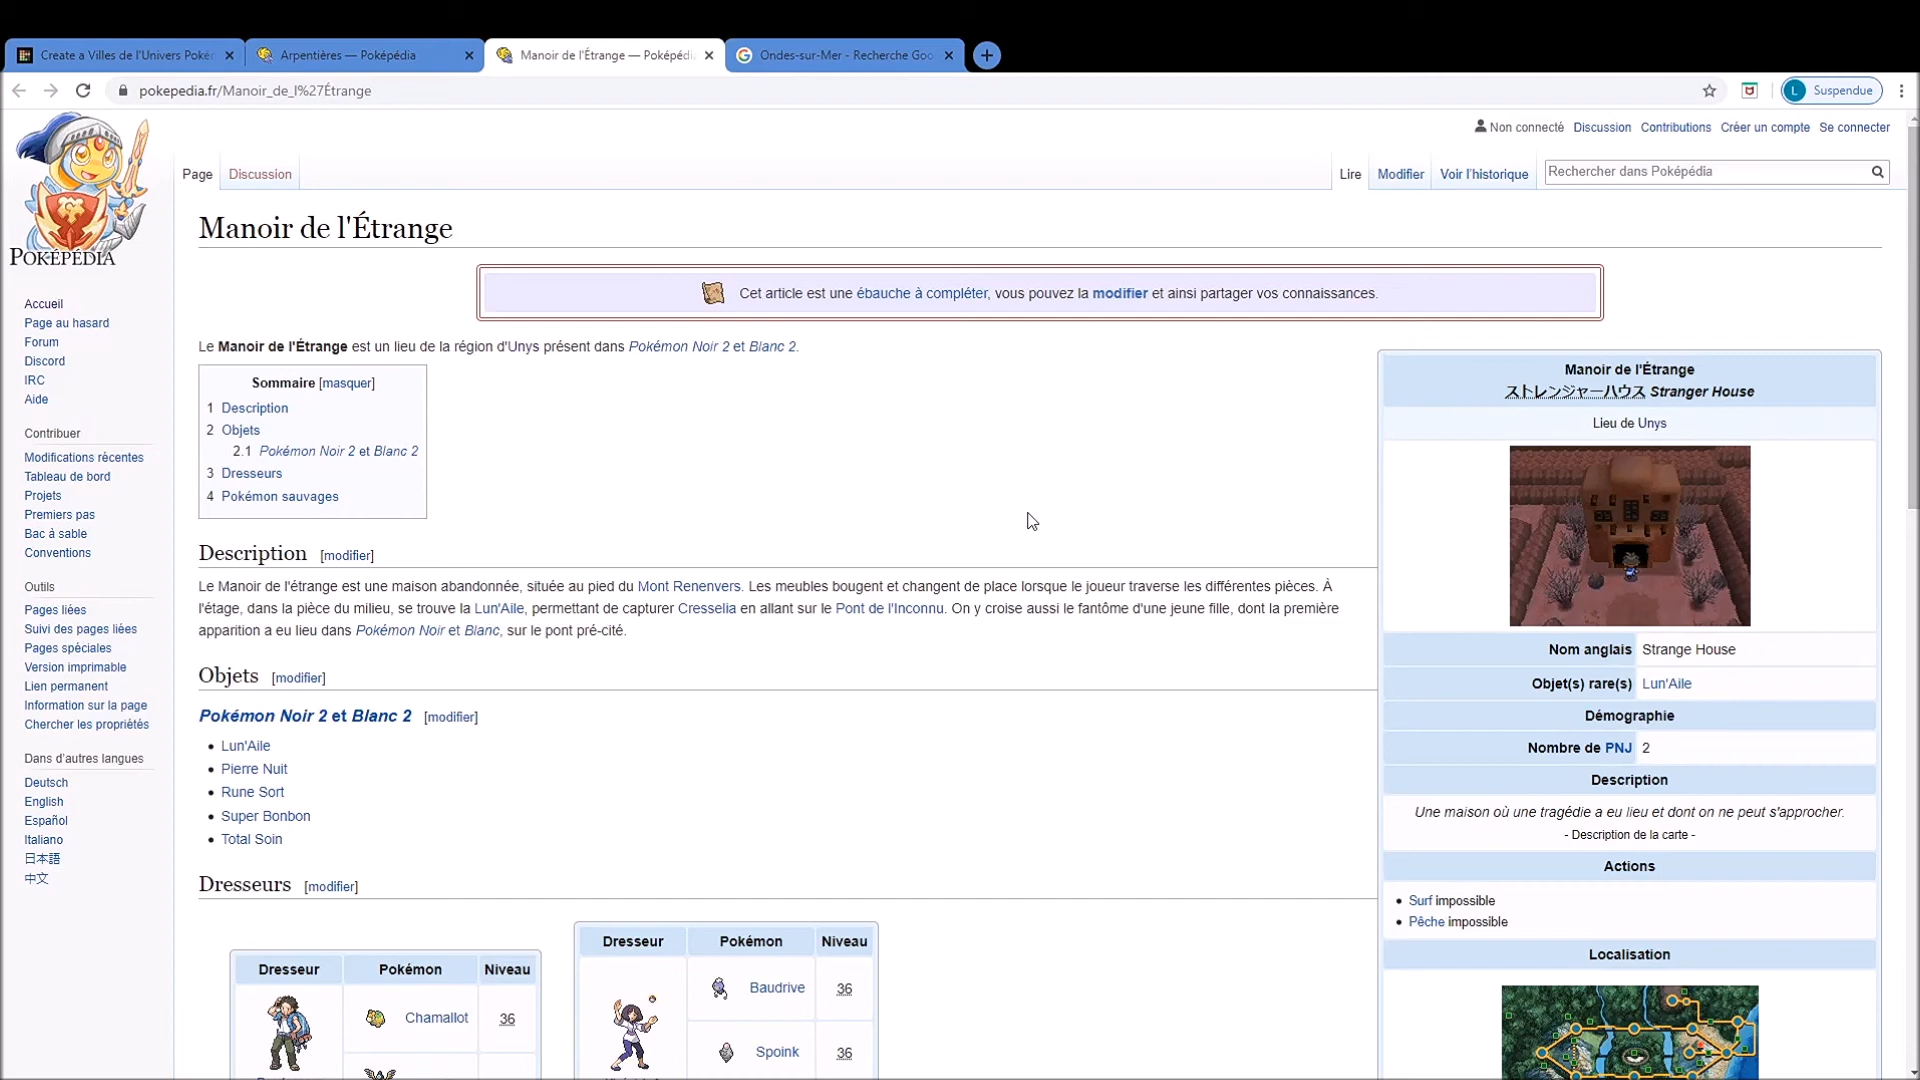 Create a Villes de l'Univers Poké
Arpentières — Poképédia
Manoir de l'Étrange — Poképédi
Ondes-sur-Mer - Recherche Goo
pokepedia.fr/Manoir_de_l%27Étrange
L Suspendue
Non connecté Discussion Contributions Créer un compte Se connecter
Page Discussion
Lire Modifier Voir l'historique Rechercher dans Poképédia
POKÉPÉDIA
Accueil
Page au hasard
Forum
Discord
IRC
Aide
Contribuer
Modifications récentes
Tableau de bord
Projets
Premiers pas
Bac à sable
Conventions
Outils
Pages liées
Suivi des pages liées
Pages spéciales
Version imprimable
Lien permanent
Information sur la page
Chercher les propriétés
Dans d'autres langues
Deutsch
English
Español
Italiano
日本語
中文
Manoir de l'Étrange
Cet article est une ébauche à compléter, vous pouvez la modifier et ainsi partager vos connaissances.
Le Manoir de l'Étrange est un lieu de la région d'Unys présent dans Pokémon Noir 2 et Blanc 2.
Sommaire [masquer]
1 Description
2 Objets
2.1 Pokémon Noir 2 et Blanc 2
3 Dresseurs
4 Pokémon sauvages
Description [modifier]
Le Manoir de l'étrange est une maison abandonnée, située au pied du Mont Renenvers. Les meubles bougent et changent de place lorsque le joueur traverse les différentes pièces. À
l'étage, dans la pièce du milieu, se trouve la Lun'Aile, permettant de capturer Cresselia en allant sur le Pont de l'Inconnu. On y croise aussi le fantôme d'une jeune fille, dont la première
apparition a eu lieu dans Pokémon Noir et Blanc, sur le pont pré-cité.
Objets [modifier]
Pokémon Noir 2 et Blanc 2 [modifier]
Lun'Aile
Pierre Nuit
Rune Sort
Super Bonbon
Total Soin
Dresseurs [modifier]
Dresseur Pokémon Niveau
Chamallot 36
Dresseur Pokémon Niveau
Baudrive 36
Spoink 36
Manoir de l'Étrange
ストレンジャーハウス Stranger House
Lieu de Unys
Nom anglais Strange House
Objet(s) rare(s) Lun'Aile
Démographie
Nombre de PNJ 2
Description
Une maison où une tragédie a eu lieu et dont on ne peut s'approcher.
- Description de la carte -
Actions
Surf impossible
Pêche impossible
Localisation